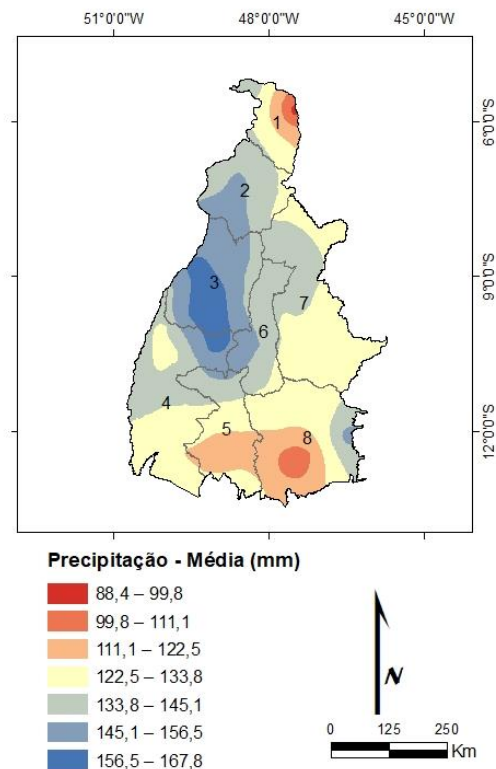 51°0'0"W 48°0'0"W 45°0'0"W
6°0'0"S
1
2
9°0'0"S
3
7
6
4
12°0'0"S
5
8
Precipitação - Média (mm)
88,4 – 99,8
99,8 – 111,1
111,1 – 122,5
122,5 – 133,8
133,8 – 145,1
145,1 – 156,5
156,5 – 167,8
N
0 125 250
Km